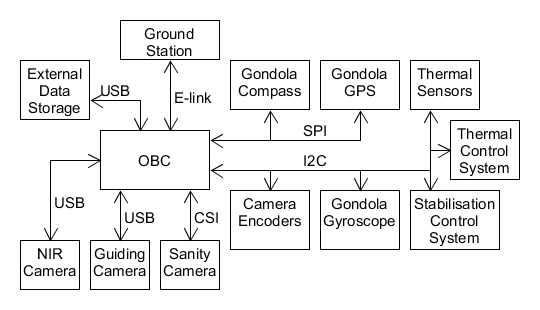 Ground
Station
External
Data
Storage
USB
E-link
Gondola
Compass
Gondola
GPS
Thermal
Sensors
SPI
Thermal
Control
System
OBC
I2C
USB
USB
CSI
Camera
Encoders
Gondola
Gyroscope
Stabilisation
Control
System
NIR
Camera
Guiding
Camera
Sanity
Camera